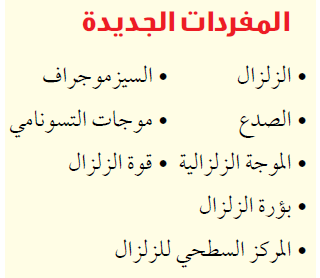 المفردات الجديدة
• الزلزال • السيزموجراف
• الصدع • موجات التسونامي
• الموجة الزلزالية • قوة الزلزال
• بؤرة الزلزال
• المركز السطحي للزلزال